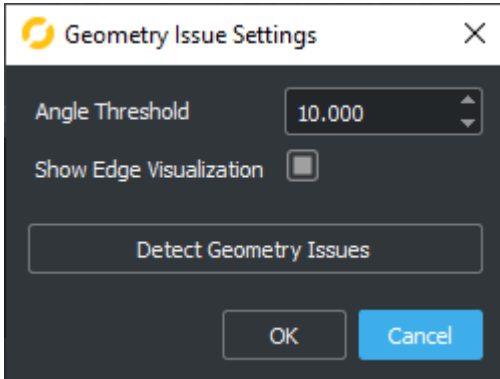 Geometry Issue Settings
Angle Threshold 10.000
Show Edge Visualization
Detect Geometry Issues
OK Cancel